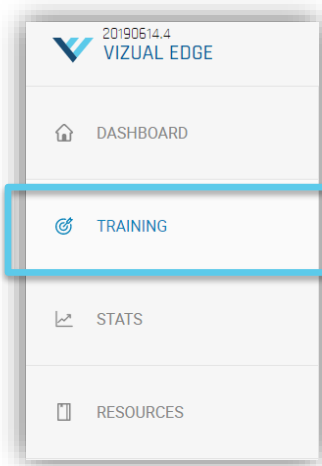 20190614.4
VIZUAL EDGE
DASHBOARD
TRAINING
STATS
RESOURCES